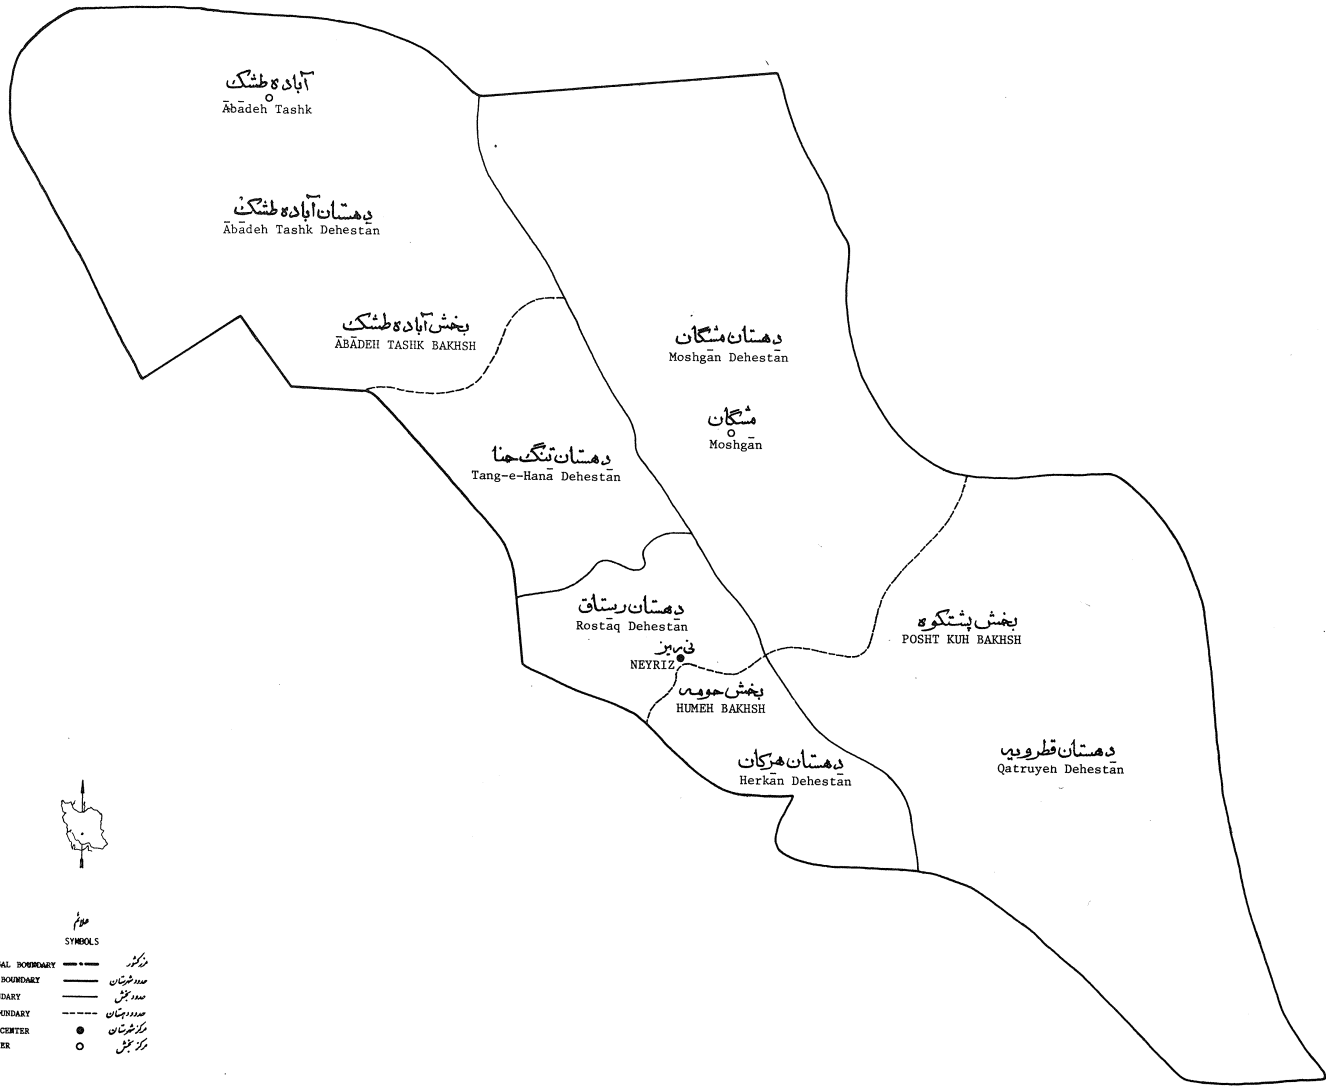 آباده طشک
Ābādeh Tashk
دهستان آباده طشک
Ābādeh Tashk Dehestān
بخش آباده طشک
ĀBĀDEH TASHK BAKHSH
دهستان مشگان
Moshgān Dehestān
مشگان
Moshgān
دهستان تنگ حنا
Tang-e-Hanā Dehestān
دهستان رستاق
Rostāq Dehestān
نی ریز
NEYRIZ
بخش پشتکوه
POSHT KUH BAKHSH
بخش حومه
HUMEH BAKHSH
دهستان قطرویه
Qatruyeh Dehestān
دهستان هرکان
Herkān Dehestān
علائم
SYMBOLS
AL BOUNDARY مرز کشور
BOUNDARY حدود شهرستان
DARY حدود بخش
UNDARY حدود دهستان
CENTER مرکز شهرستان
ER مرکز بخش